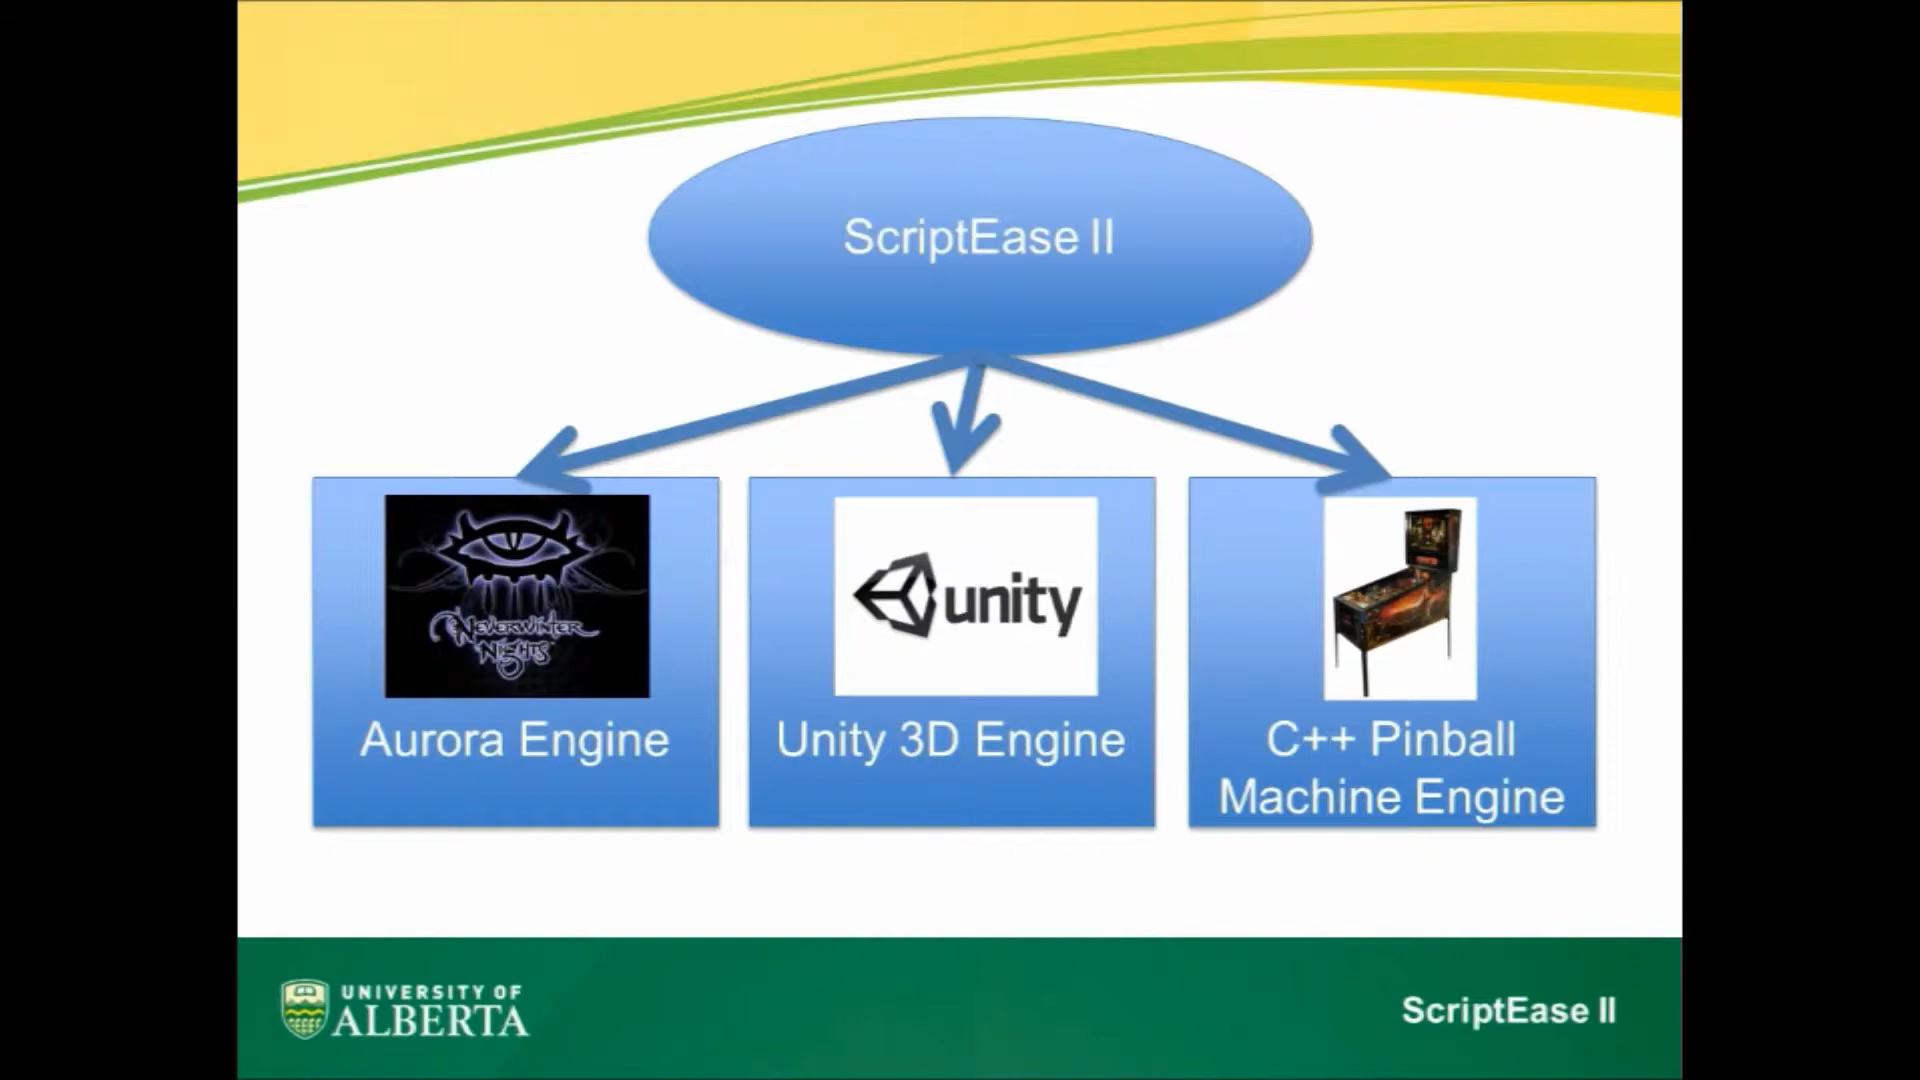 ScriptEase II
NEVERWINTER
NIGHTS
unity
Aurora Engine
Unity 3D Engine
C++ Pinball
Machine Engine
UNIVERSITY OF
ALBERTA
ScriptEase II